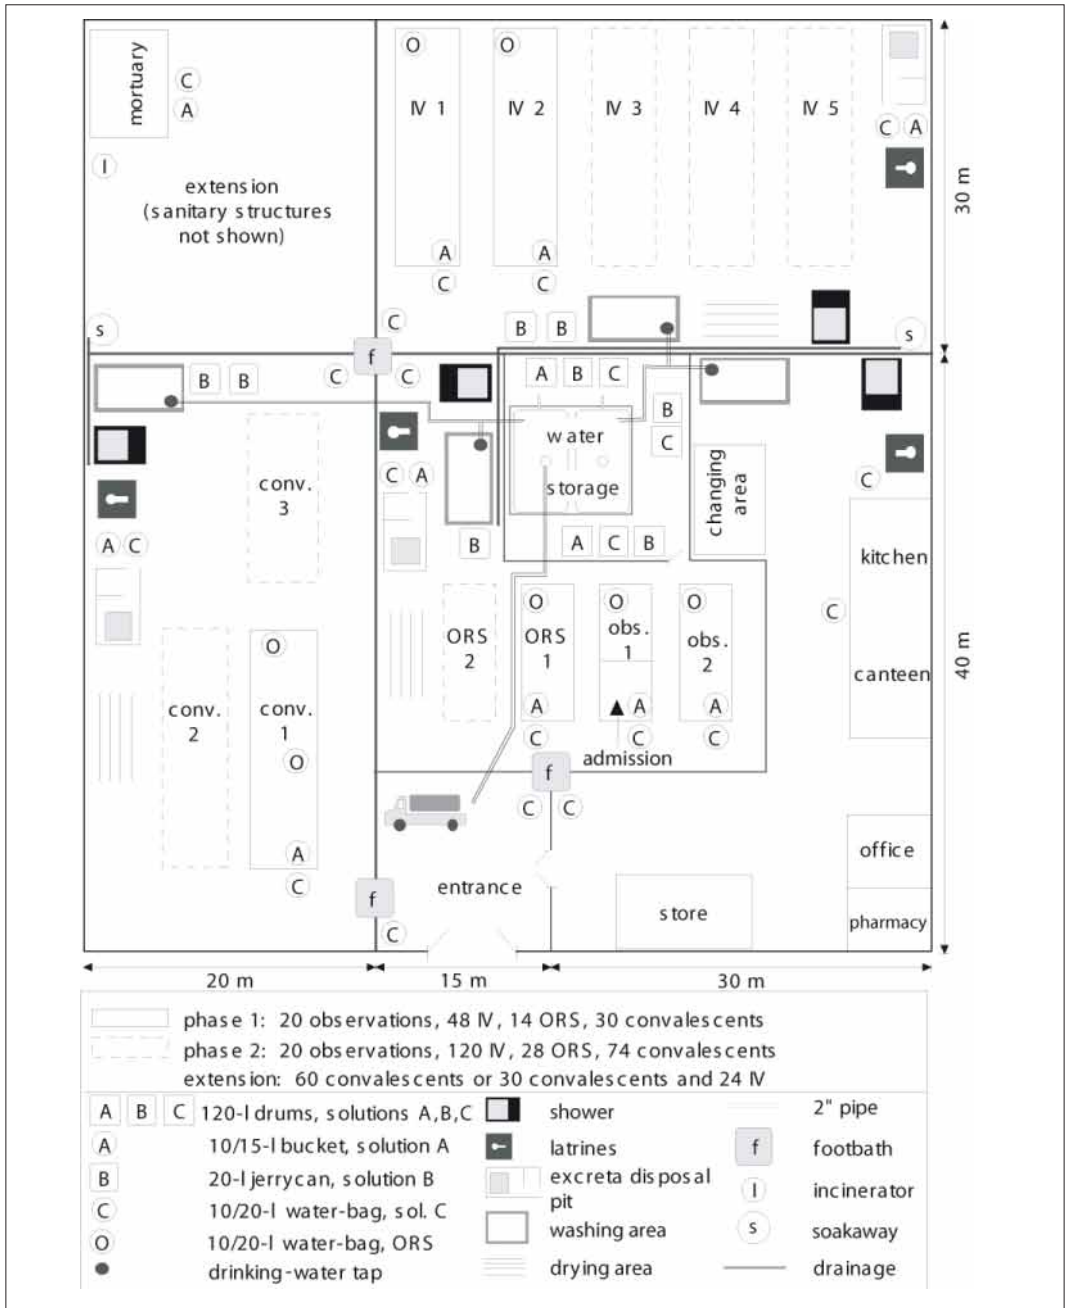 mortuary
C
A
I
extension
(sanitary structures
not shown)
s
O
IV 1
A
C
O
IV 2
A
C
IV 3
IV 4
IV 5
C A
30 m
B B
s
C
f
C C
B B
A B C
B
C
water
storage
C A
B
A C B
changing
area
C
kitchen
C
canteen
40 m
conv.
3
A C
conv.
2
O
conv.
1
O
A
C
ORS
2
O
ORS
1
A
C
O
obs.
1
A
C
O
obs.
2
A
C
admission
f
C C
entrance
f
C
store
office
pharmacy
20 m 15 m 30 m
phase 1: 20 observations, 48 IV, 14 ORS, 30 convalescents
phase 2: 20 observations, 120 IV, 28 ORS, 74 convalescents
extension: 60 convalescents or 30 convalescents and 24 IV
A B C 120-l drums, solutions A,B,C
A 10/15-l bucket, solution A
B 20-l jerrycan, solution B
C 10/20-l water-bag, sol. C
O 10/20-l water-bag, ORS
drinking-water tap
shower
latrines
excreta disposal
pit
washing area
drying area
2" pipe
f footbath
I incinerator
s soakaway
drainage